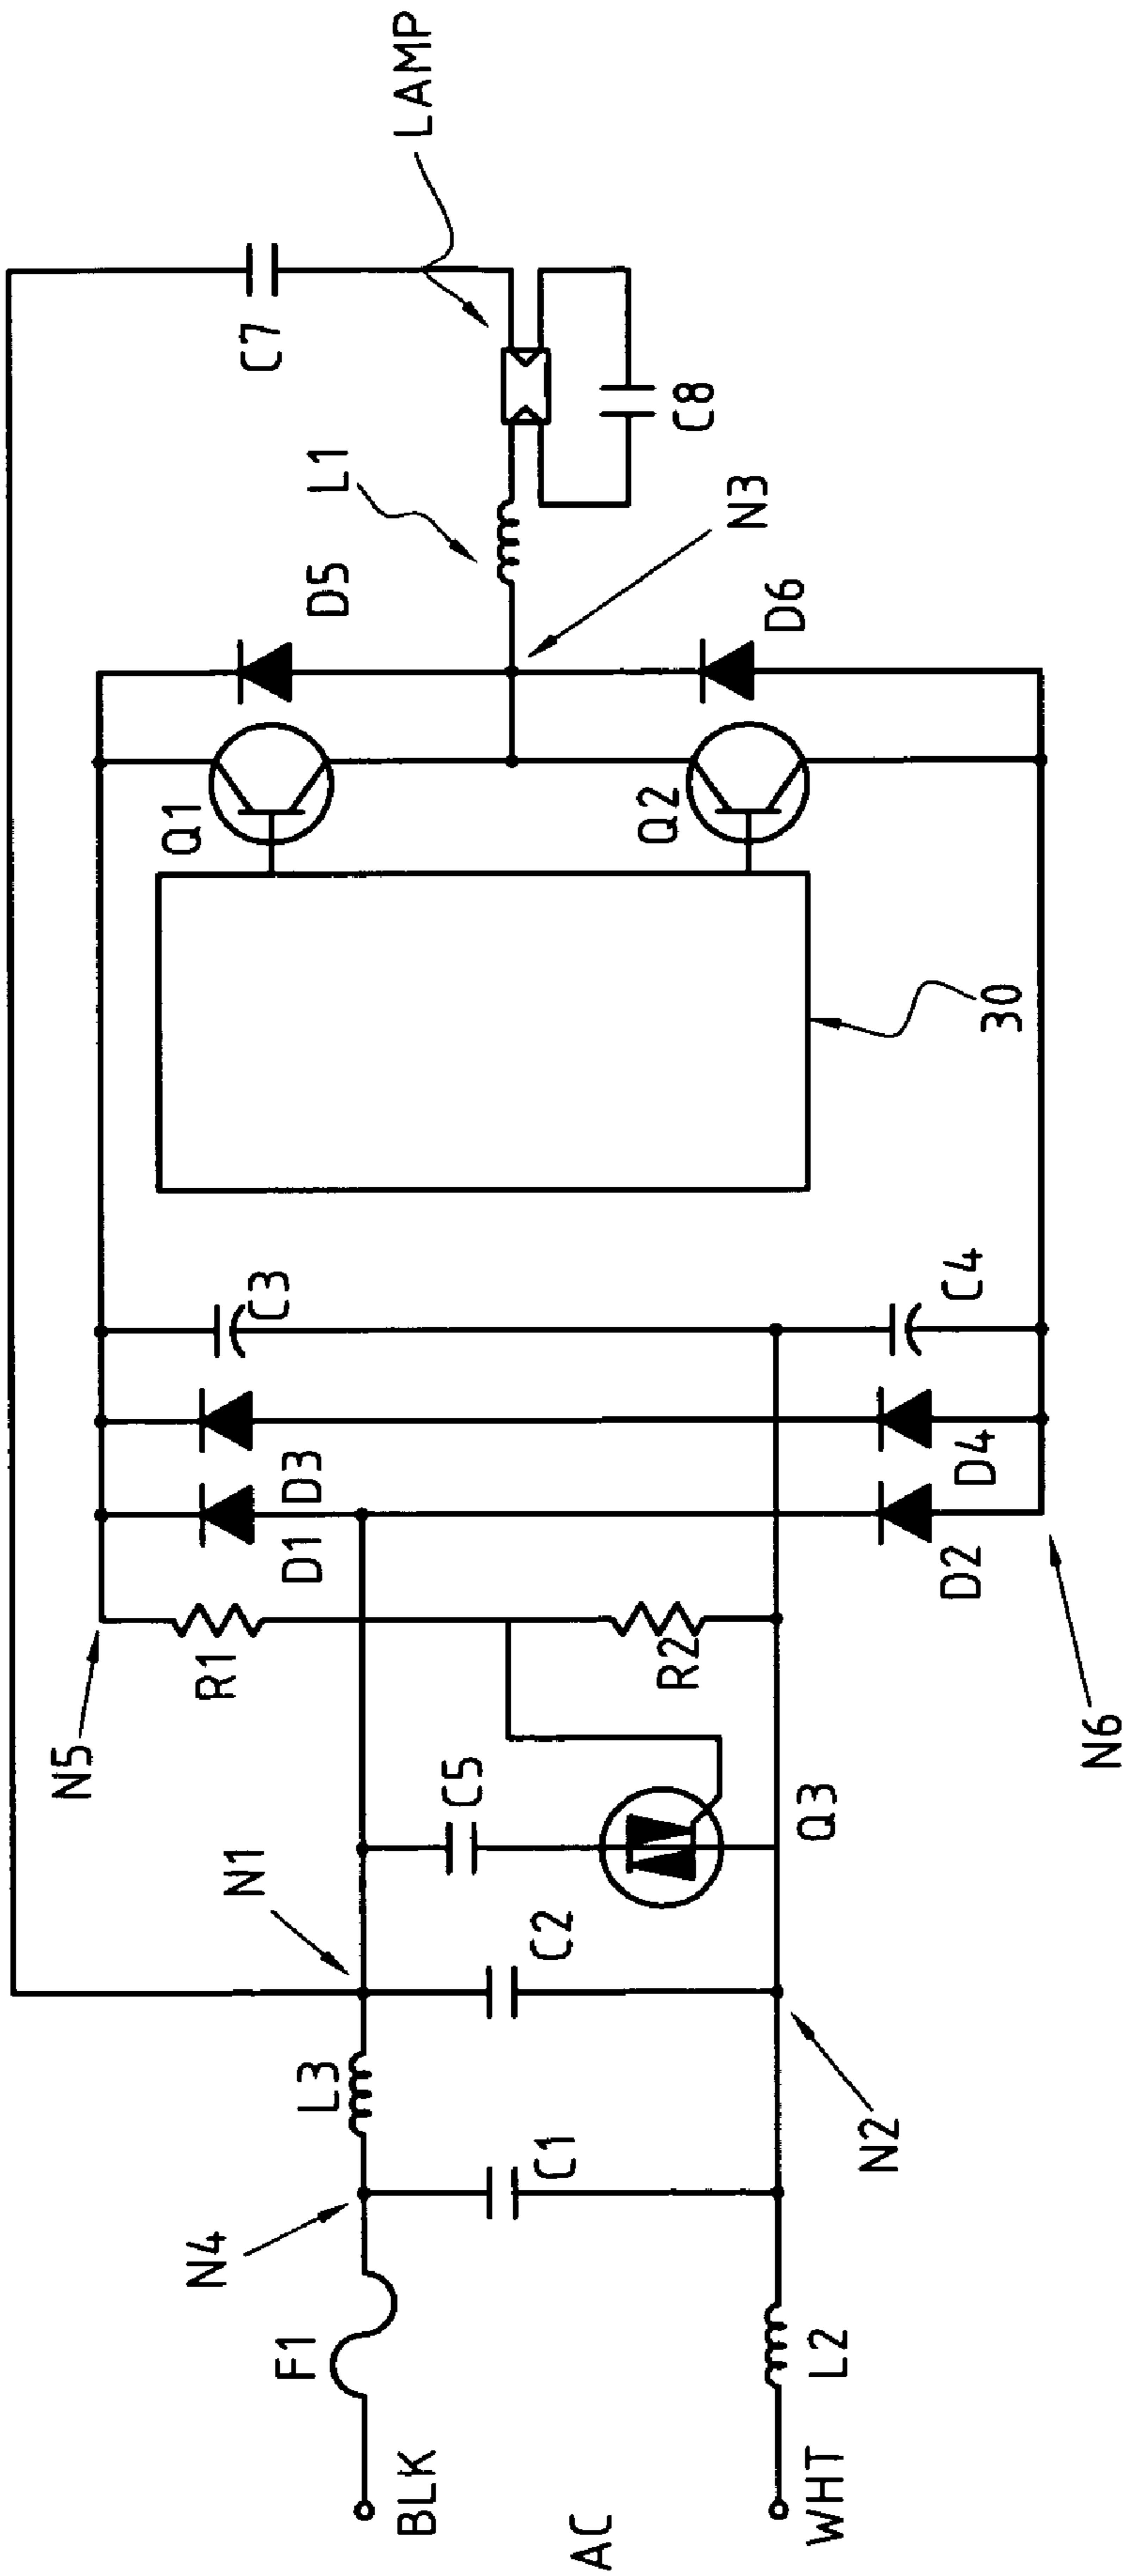 AC
BLK
WHT
F1
L2
N4
C1
L3
N2
N1
C2
C5
Q3
N5
R1
R2
N6
D1
D3
D2
D4
C3
C4
30
Q1
Q2
D5
D6
N3
L1
C7
C8
LAMP